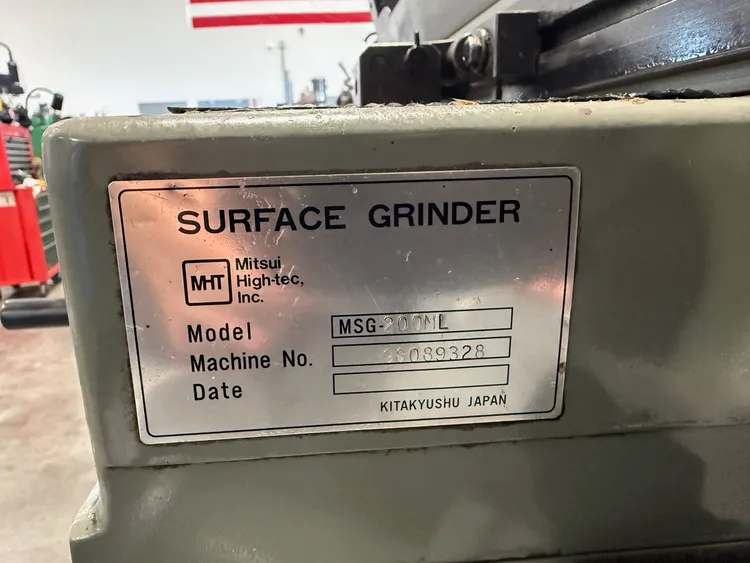 SURFACE GRINDER
MHT
Mitsui
High-tec,
Inc.
Model MSG-200ML
Machine No.
Date
KITAKYUSHU JAPAN